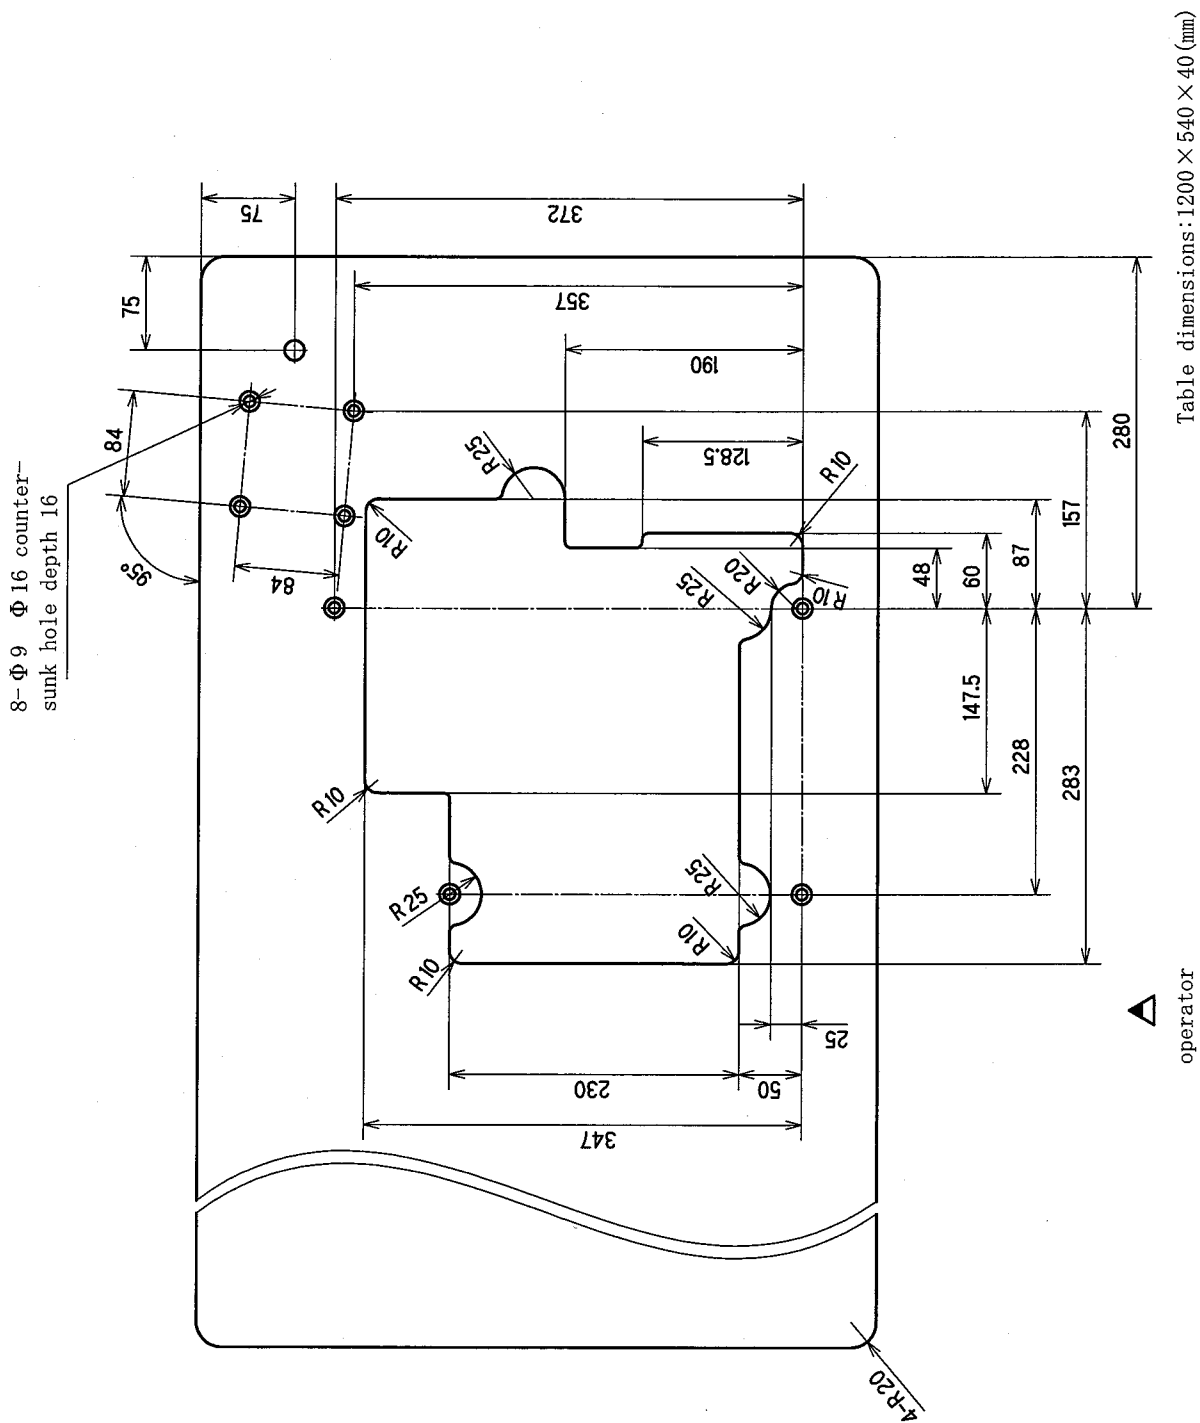 8-Φ9 Φ16 counter-
sunk hole depth 16
84
95°
84
75
75
372
357
190
128.5
R25
R10
R10
R10
R20
R25
R10
R25
R10
R25
R10
R10
48
60
87
157
280
147.5
228
283
25
50
230
347
4-R20
operator
Table dimensions:1200×540×40(mm)